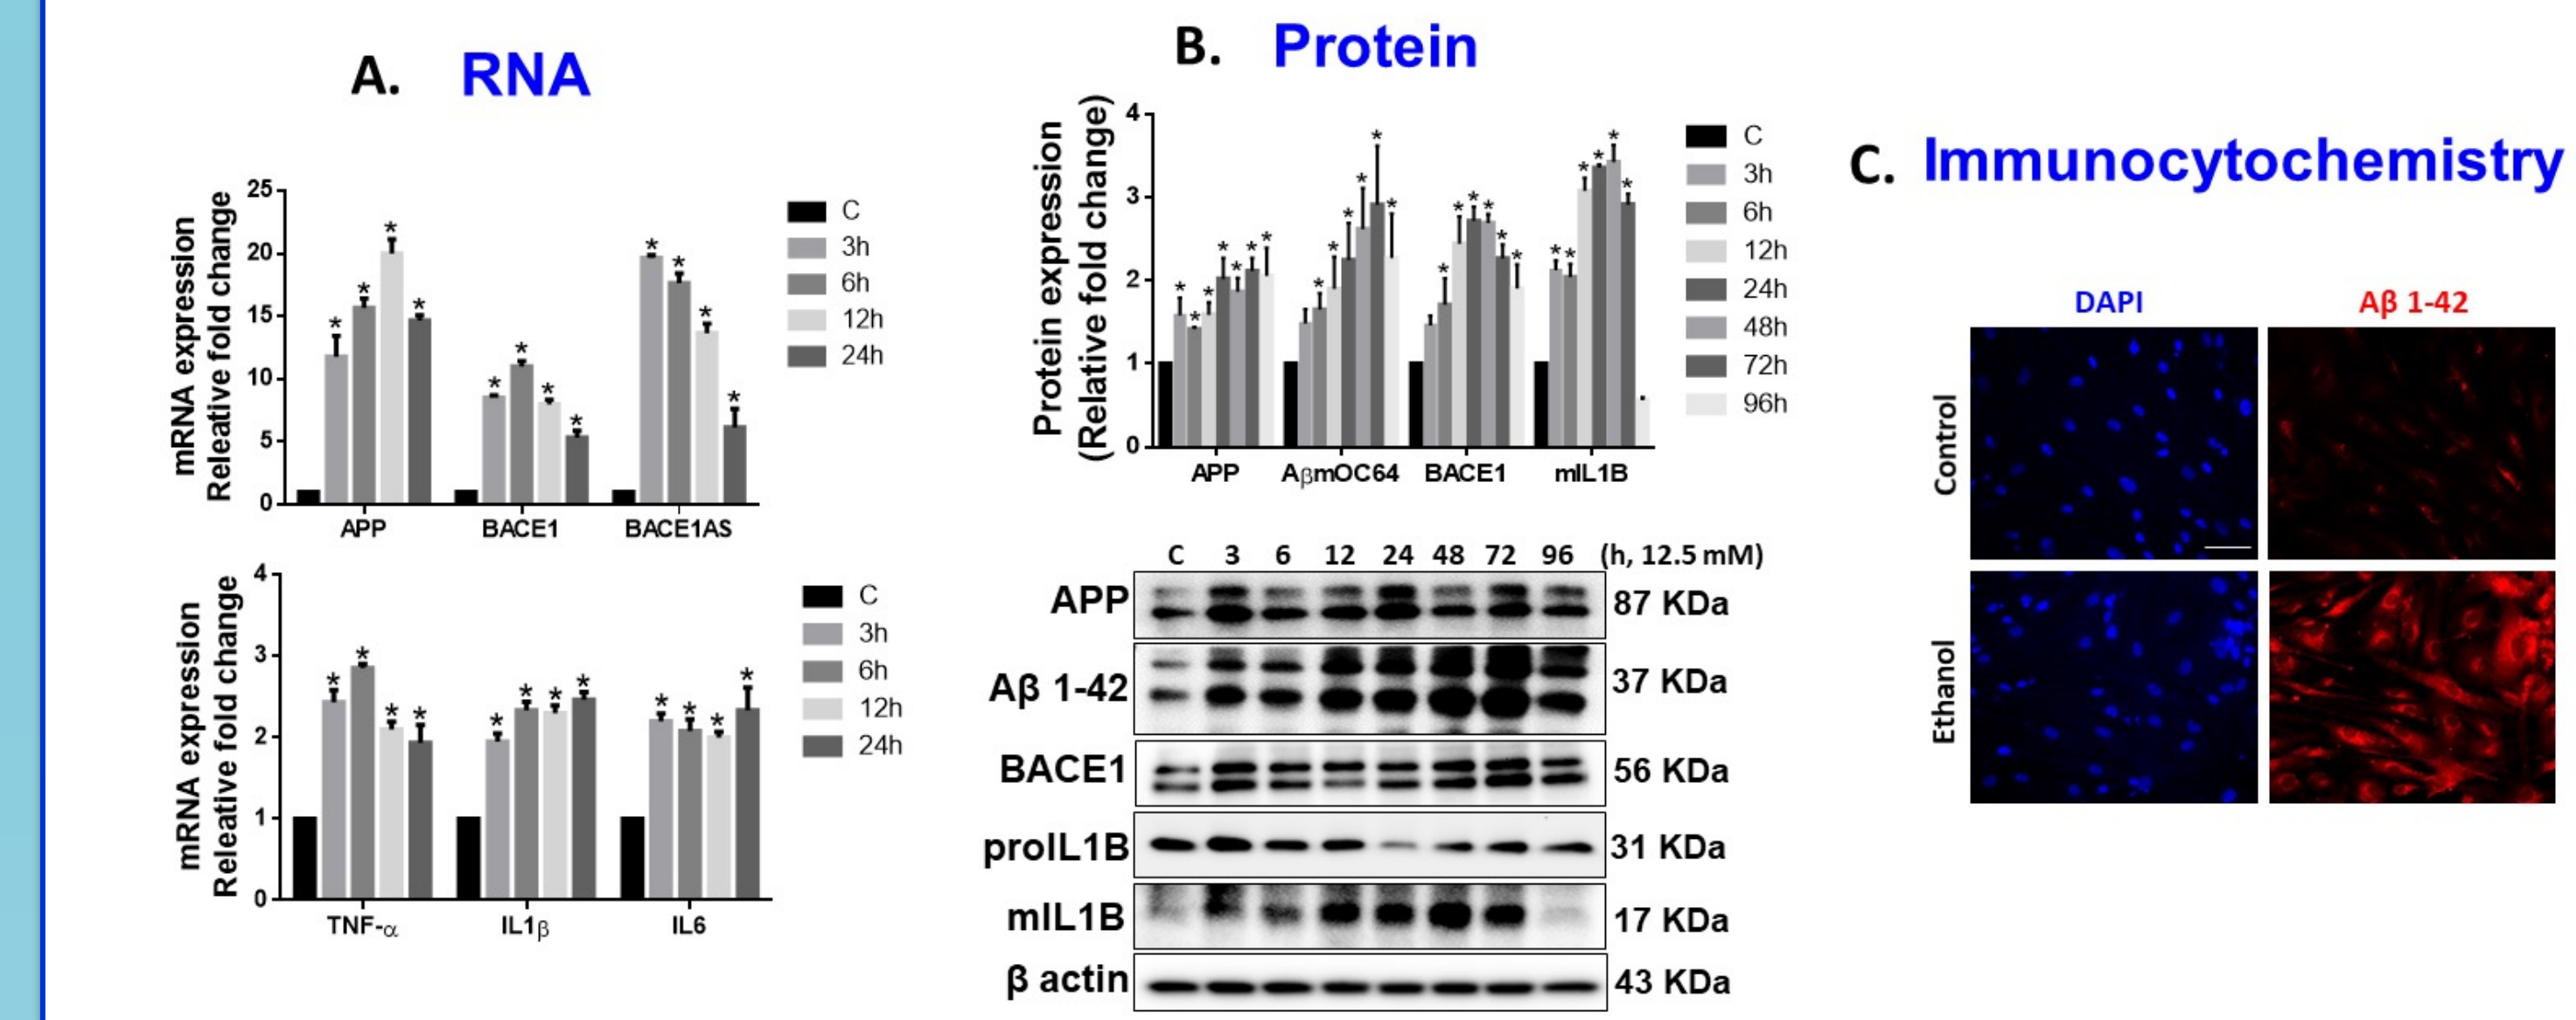 A. RNA
mRNA expression
Releative fold change
25
20
15
10
5
0
* * * *
* * * *
* * * *
APP BACE1 BACE1AS
C
3h
6h
12h
24h
mRNA expression
Releative fold change
4
3
2
1
0
* * * *
* * * *
* * * *
TNF-α IL1β IL6
C
3h
6h
12h
24h
B. Protein
Protein expression
(Relative fold change)
4
3
2
1
0
* * * * * * *
* * * * * *
* * * * * *
* * * * * * *
APP AβmOC64 BACE1 mIL1B
C
3h
6h
12h
24h
48h
72h
96h
C 3 6 12 24 48 72 96 (h, 12.5 mM)
APP 87 KDa
Aβ 1-42 37 KDa
BACE1 56 KDa
proIL1B 31 KDa
mIL1B 17 KDa
β actin 43 KDa
C. Immunocytochemistry
DAPI Aβ 1-42
Control
Ethanol